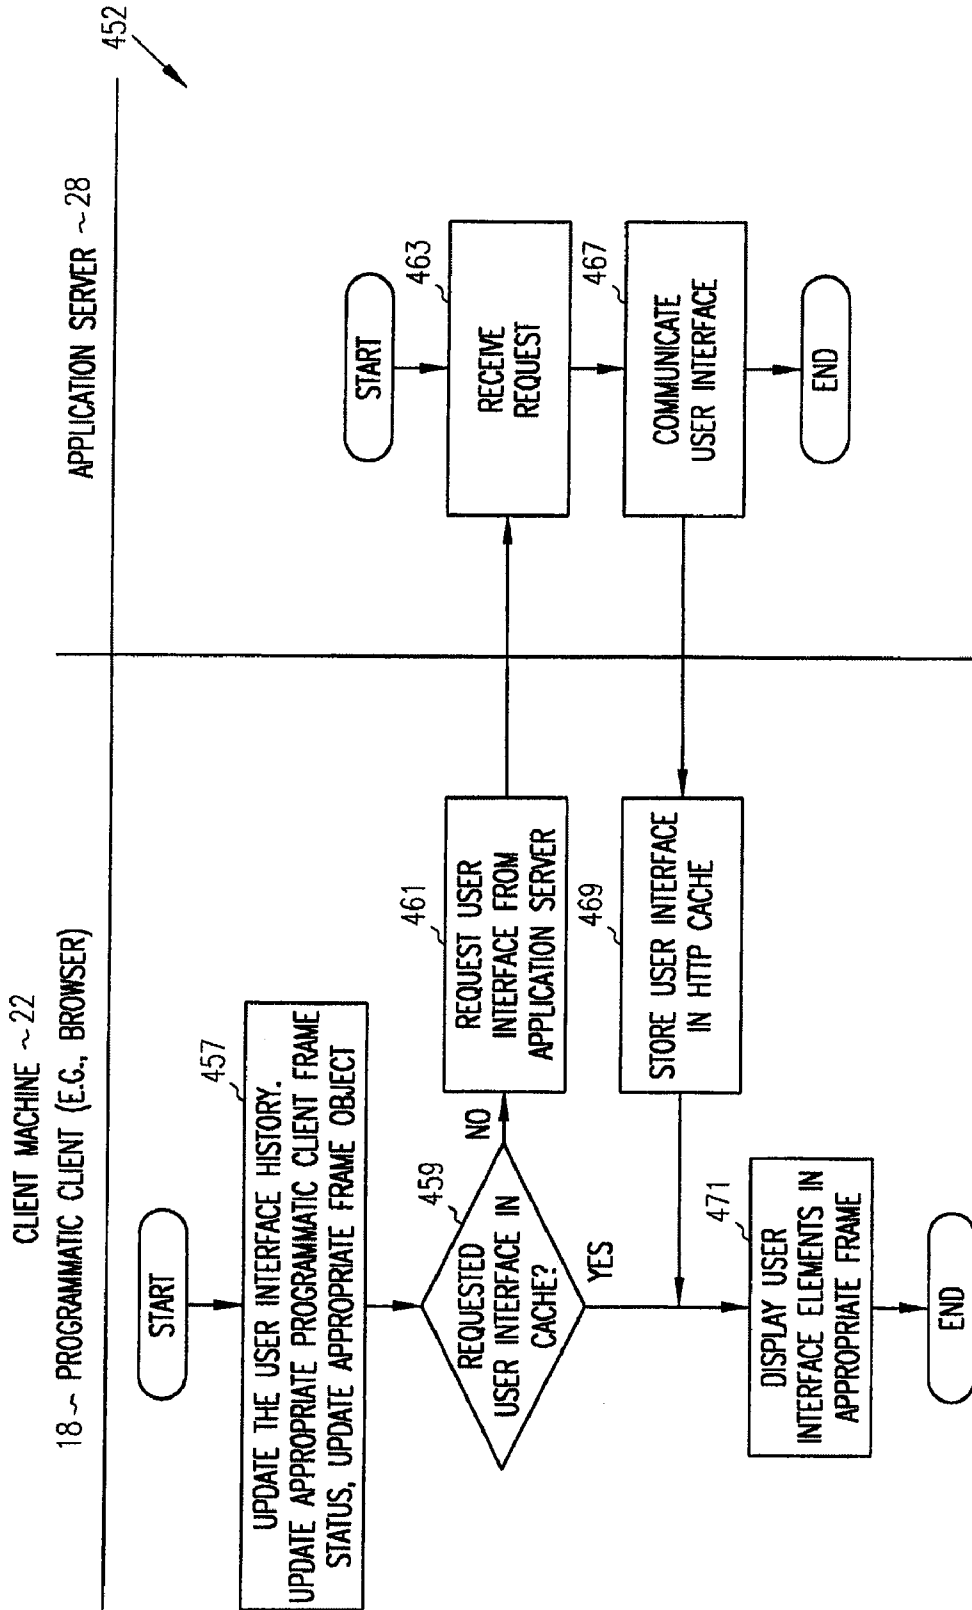 452
CLIENT MACHINE ~22
18~ PROGRAMMATIC CLIENT (E.G., BROWSER)
APPLICATION SERVER ~28
START
457
UPDATE THE USER INTERFACE HISTORY.
UPDATE APPROPRIATE PROGRAMMATIC CLIENT FRAME
STATUS, UPDATE APPROPRIATE FRAME OBJECT
459
REQUESTED
USER INTERFACE IN
CACHE?
NO
YES
461
REQUEST USER
INTERFACE FROM
APPLICATION SERVER
START
463
RECEIVE
REQUEST
467
COMMUNICATE
USER INTERFACE
END
469
STORE USER INTERFACE
IN HTTP CACHE
471
DISPLAY USER
INTERFACE ELEMENTS IN
APPROPRIATE FRAME
END